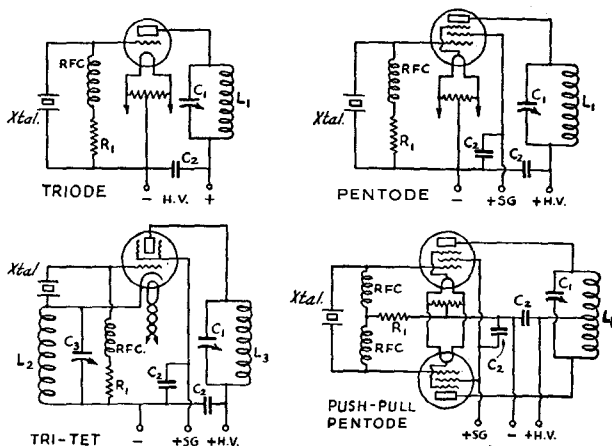 RFC
C1
L1
Xtal.
R1
C2
TRIODE
- H.V. +
RFC
C1
L1
Xtal.
R1
C2
C2
PENTODE
- +SG +H.V.
Xtal.
L2
C3
RFC.
R1
C2
C2
C1
L3
TRI-TET
- +SG +H.V.
Xtal.
RFC
R1
RFC
C2
C2
C1
L1
PUSH-PULL
PENTODE
+SG - +H.V.